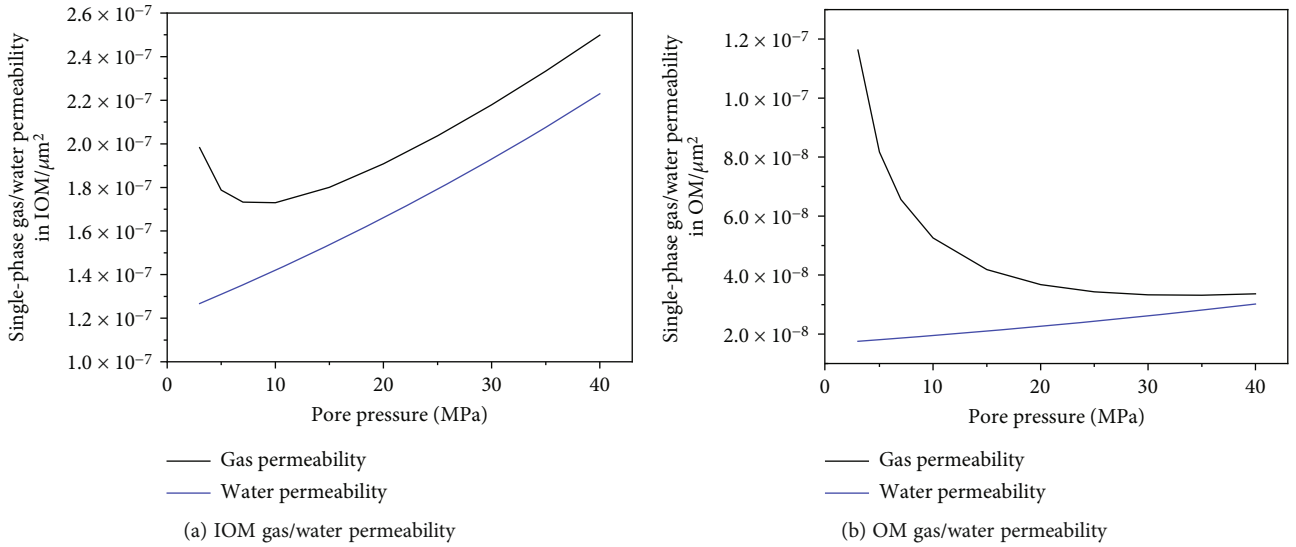 Single-phase gas/water permeability
in IOM/μm²
2.6 × 10⁻⁷
2.4 × 10⁻⁷
2.2 × 10⁻⁷
2.0 × 10⁻⁷
1.8 × 10⁻⁷
1.6 × 10⁻⁷
1.4 × 10⁻⁷
1.2 × 10⁻⁷
1.0 × 10⁻⁷
0 10 20 30 40
Pore pressure (MPa)
Gas permeability
Water permeability
(a) IOM gas/water permeability
Single-phase gas/water permeability
in OM/μm²
1.2 × 10⁻⁷
1.0 × 10⁻⁷
8.0 × 10⁻⁸
6.0 × 10⁻⁸
4.0 × 10⁻⁸
2.0 × 10⁻⁸
0 10 20 30 40
Pore pressure (MPa)
Gas permeability
Water permeability
(b) OM gas/water permeability